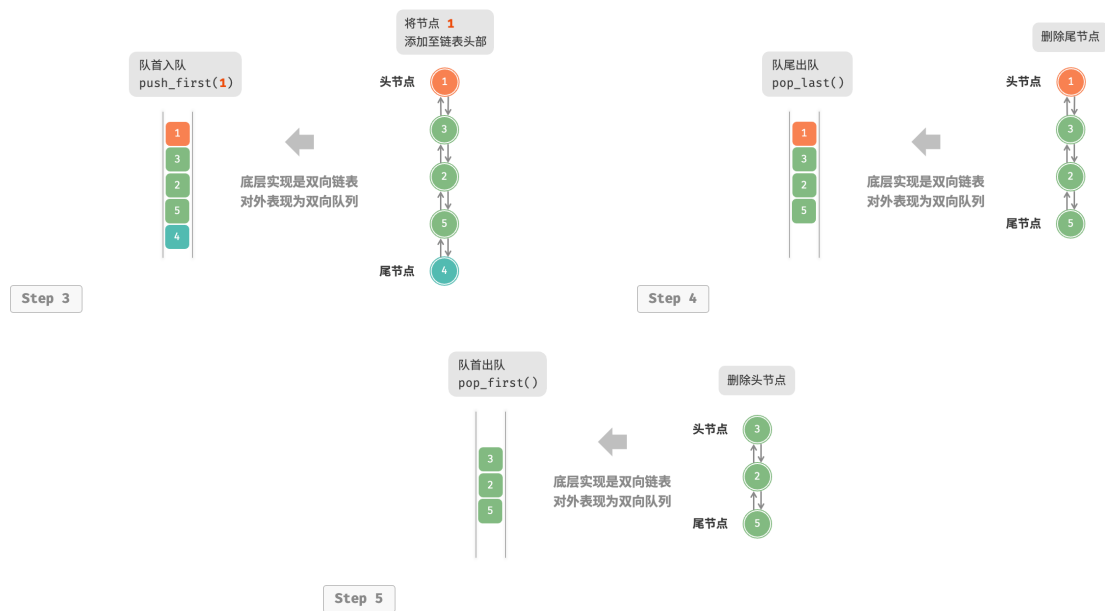 将节点 1
添加至链表头部
队首入队
push_first(1)
头节点
1
3
2
5
4
1
3
2
5
4
底层实现是双向链表
对外表现为双向队列
尾节点
Step 3
删除尾节点
队尾出队
pop_last()
头节点
1
3
2
5
1
3
2
5
底层实现是双向链表
对外表现为双向队列
尾节点
Step 4
队首出队
pop_first()
删除头节点
头节点
3
2
5
3
2
5
底层实现是双向链表
对外表现为双向队列
尾节点
Step 5